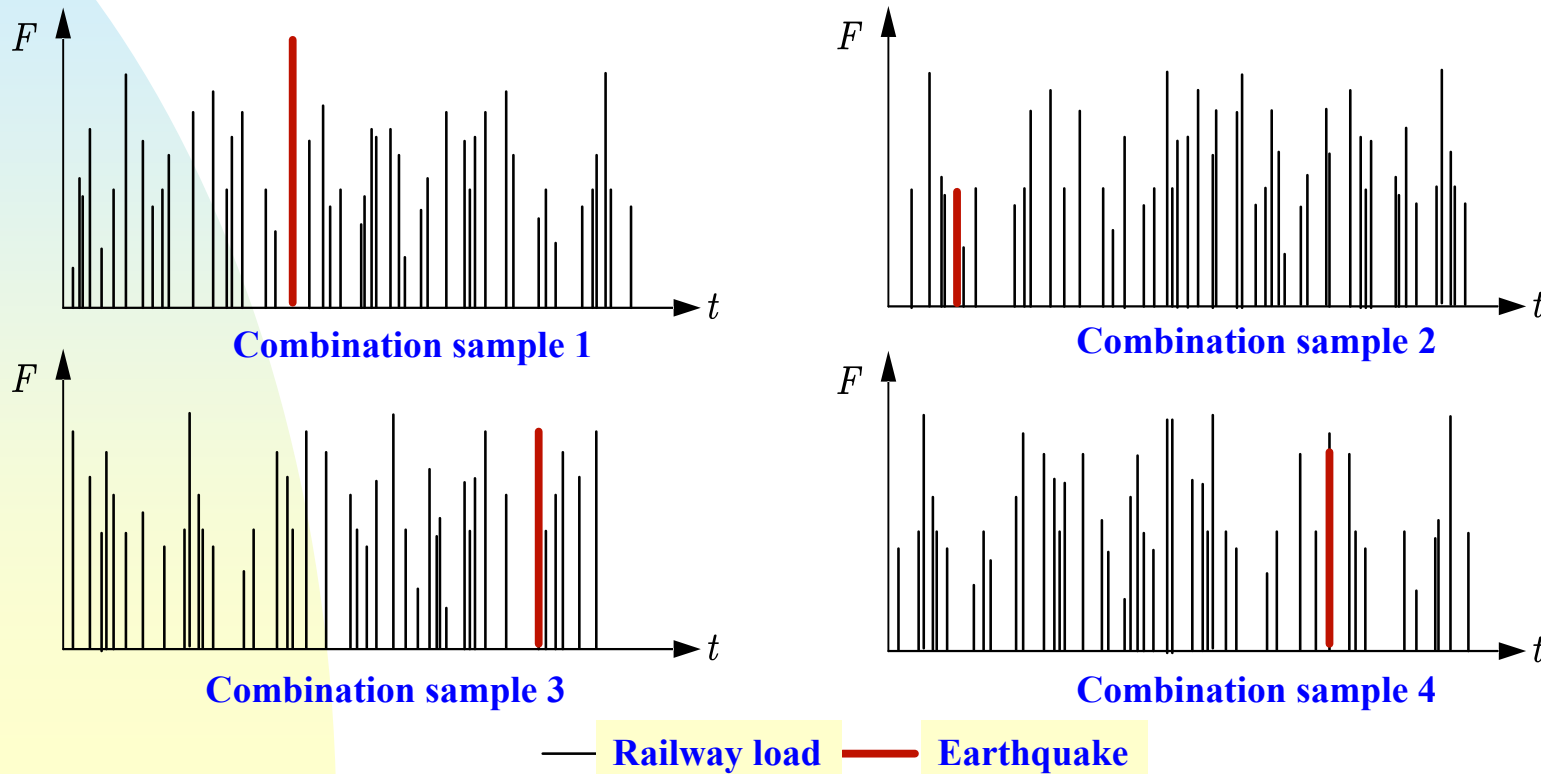 F
t
Combination sample 1
F
t
Combination sample 2
F
t
Combination sample 3
F
t
Combination sample 4
Railway load
Earthquake